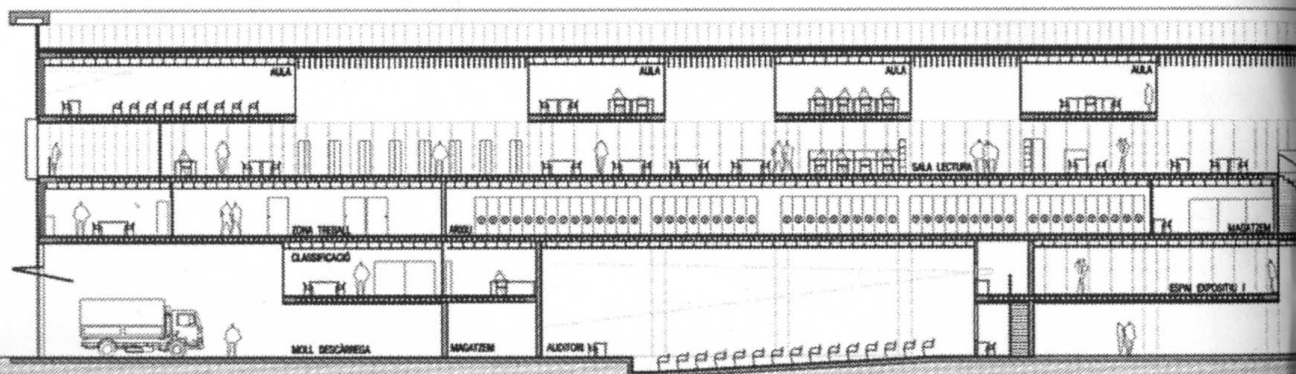 AULA
AULA
AULA
AULA
SALA LECTURA
ZONA TREBALL
ARXIU
MAGATZEM
CLASSIFICACIÓ
ESPAI EXPOSITIU I
MOLL DESCÀRREGA
MAGATZEM
AUDITORI